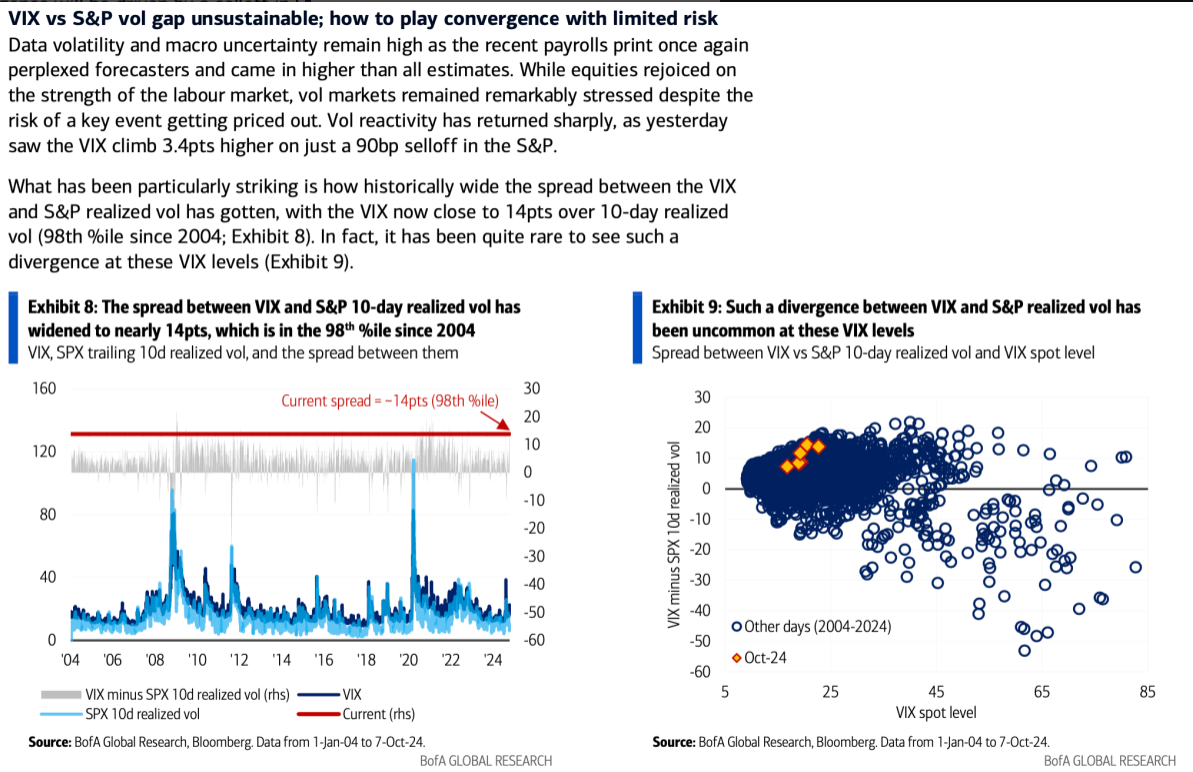 VIX vs S&P vol gap unsustainable; how to play convergence with limited risk
Data volatility and macro uncertainty remain high as the recent payrolls print once again
perplexed forecasters and came in higher than all estimates. While equities rejoiced on
the strength of the labour market, vol markets remained remarkably stressed despite the
risk of a key event getting priced out. Vol reactivity has returned sharply, as yesterday
saw the VIX climb 3.4pts higher on just a 90bp selloff in the S&P.
What has been particularly striking is how historically wide the spread between the VIX
and S&P realized vol has gotten, with the VIX now close to 14pts over 10-day realized
vol (98th %ile since 2004; Exhibit 8). In fact, it has been quite rare to see such a
divergence at these VIX levels (Exhibit 9).
Exhibit 8: The spread between VIX and S&P 10-day realized vol has
widened to nearly 14pts, which is in the 98th %ile since 2004
VIX, SPX trailing 10d realized vol, and the spread between them
160
120
80
40
0
30
20
10
0
-10
-20
-30
-40
-50
-60
Current spread = ~14pts (98th %ile)
'04 '06 '08 '10 '12 '14 '16 '18 '20 '22 '24
VIX minus SPX 10d realized vol (rhs)
VIX
SPX 10d realized vol
Current (rhs)
Source: BofA Global Research, Bloomberg. Data from 1-Jan-04 to 7-Oct-24.
BofA GLOBAL RESEARCH
Exhibit 9: Such a divergence between VIX and S&P realized vol has
been uncommon at these VIX levels
Spread between VIX vs S&P 10-day realized vol and VIX spot level
VIX minus SPX 10d realized vol
30
20
10
0
-10
-20
-30
-40
-50
-60
Other days (2004-2024)
Oct-24
5 25 45 65 85
VIX spot level
Source: BofA Global Research, Bloomberg. Data from 1-Jan-04 to 7-Oct-24.
BofA GLOBAL RESEARCH